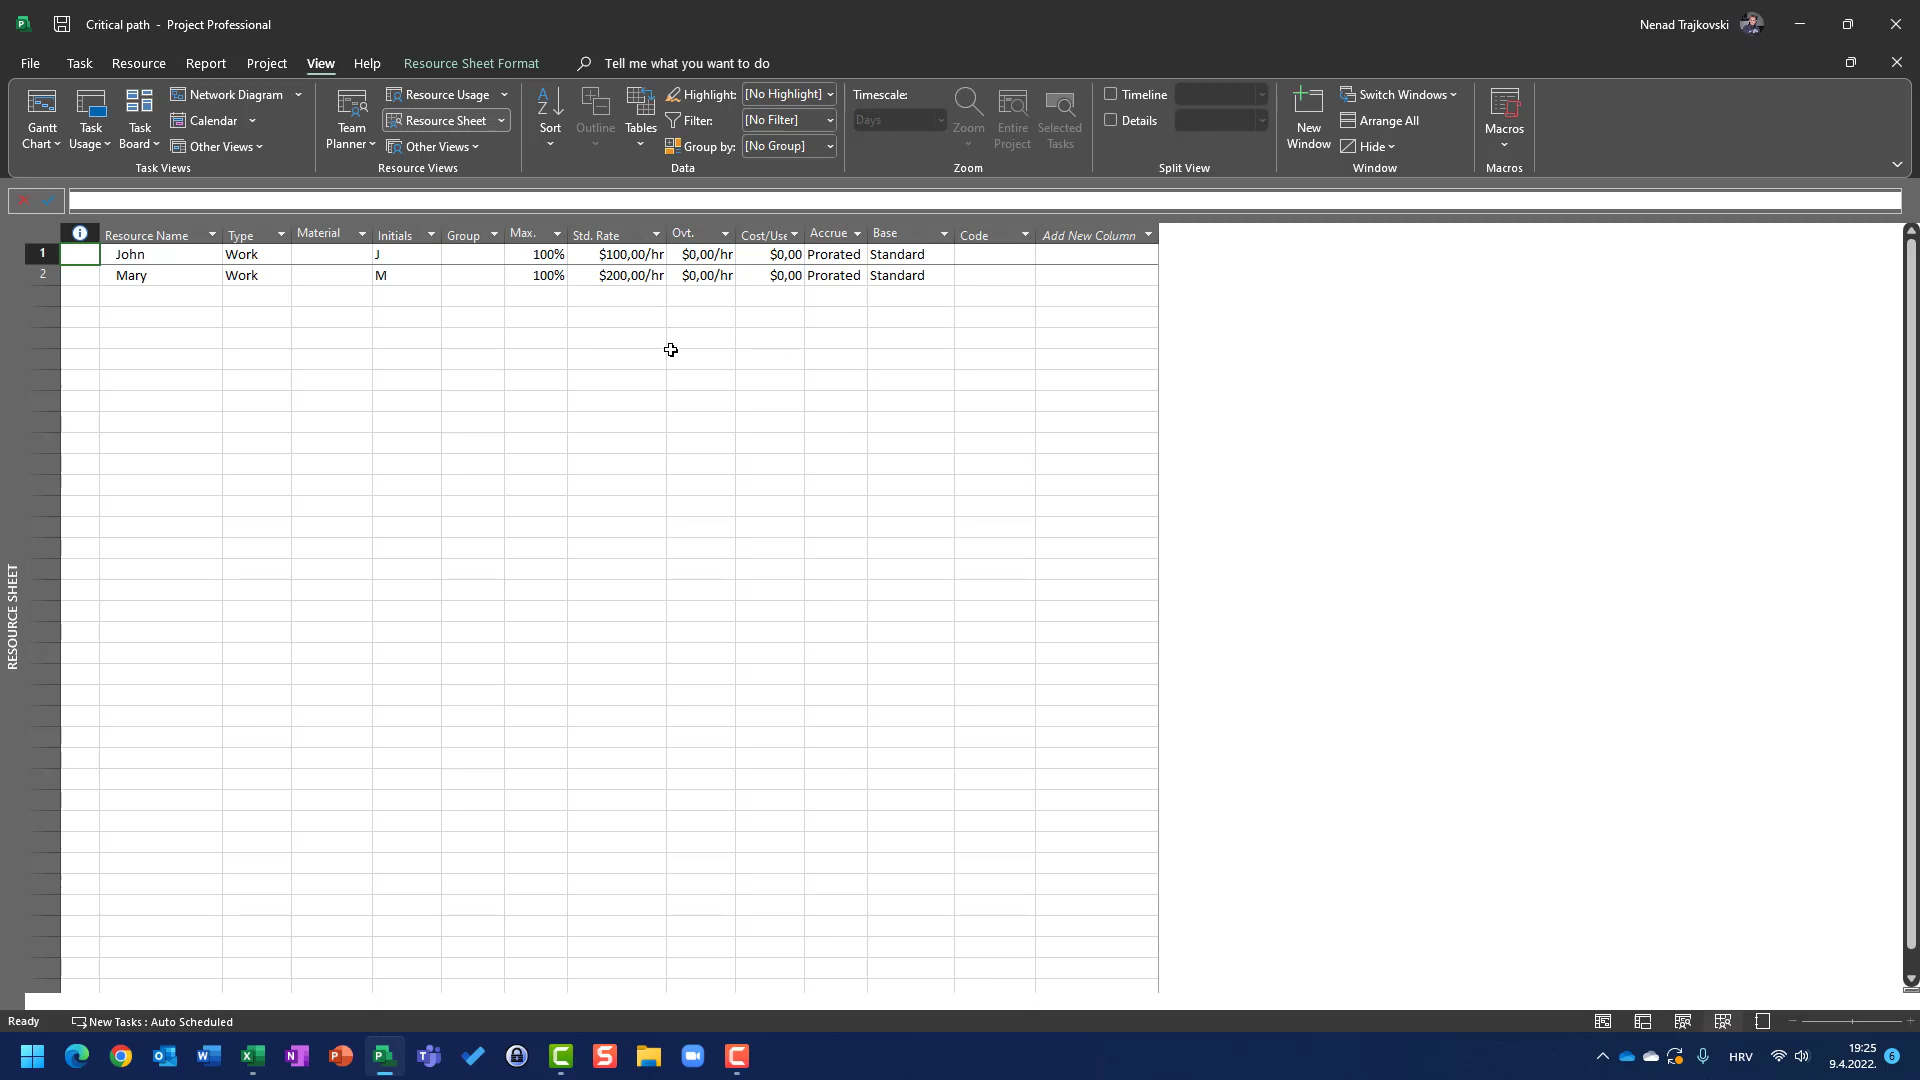 Critical path - Project Professional
Nenad Trajkovski
File Task Resource Report Project View Help Resource Sheet Format Tell me what you want to do
Gantt Chart
Task Usage
Task Board
Network Diagram
Calendar
Other Views
Task Views
Team Planner
Resource Usage
Resource Sheet
Other Views
Resource Views
Sort
Outline
Tables
Highlight: [No Highlight]
Filter: [No Filter]
Group by: [No Group]
Data
Timescale:
Days
Zoom
Entire Project
Selected Tasks
Zoom
Timeline
Details
Split View
New Window
Switch Windows
Arrange All
Hide
Window
Macros
Macros
Resource Name Type Material Initials Group Max. Std. Rate Ovt. Cost/Use Accrue Base Code Add New Column
1 John Work J 100% $100,00/hr $0,00/hr $0,00 Prorated Standard
2 Mary Work M 100% $200,00/hr $0,00/hr $0,00 Prorated Standard
RESOURCE SHEET
Ready New Tasks : Auto Scheduled
HRV
19:25
9.4.2022.
6